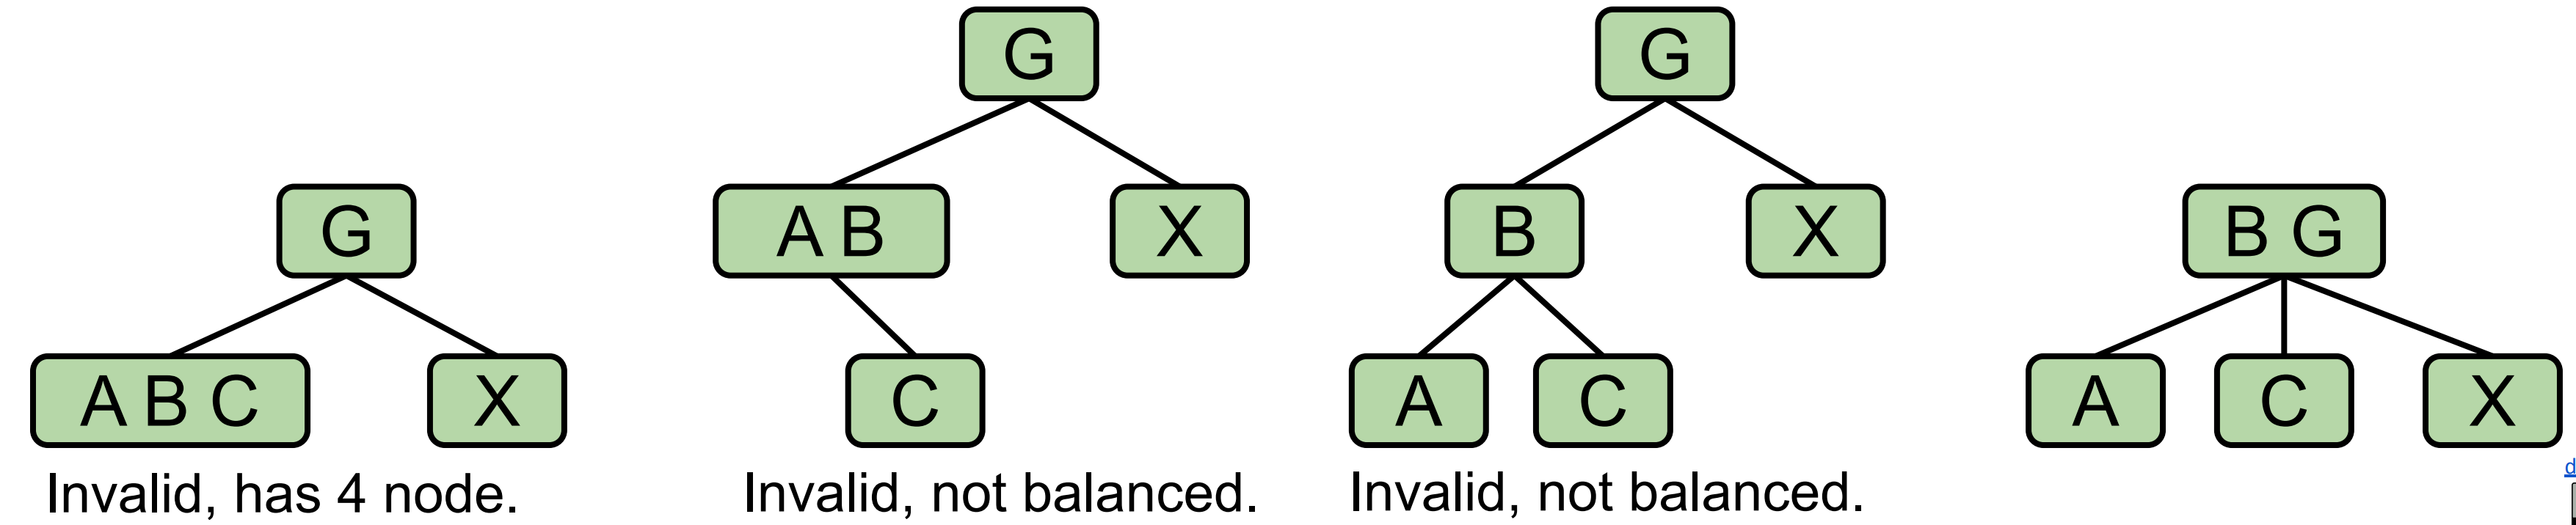 G
A B C
X
Invalid, has 4 node.
G
A B
X
C
Invalid, not balanced.
G
B
X
A
C
Invalid, not balanced.
B G
A
C
X
d